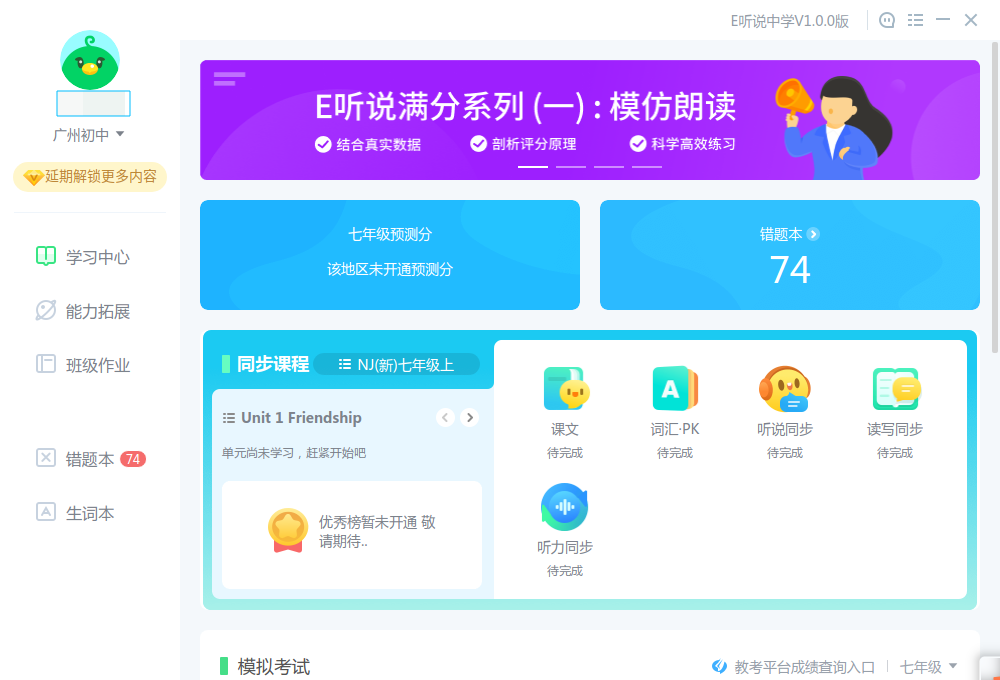 E听说中学V1.0.0版
广州初中
延期解锁更多内容
学习中心
能力拓展
班级作业
错题本 74
生词本
E听说满分系列 (一) : 模仿朗读
结合真实数据 剖析评分原理 科学高效练习
七年级预测分
该地区未开通预测分
错题本
74
同步课程 NJ(新)七年级上
Unit 1 Friendship
单元尚未学习，赶紧开始吧
优秀榜暂未开通 敬
请期待..
课文
待完成
A
词汇·PK
待完成
听说同步
待完成
读写同步
待完成
听力同步
待完成
模拟考试
教考平台成绩查询入口 七年级